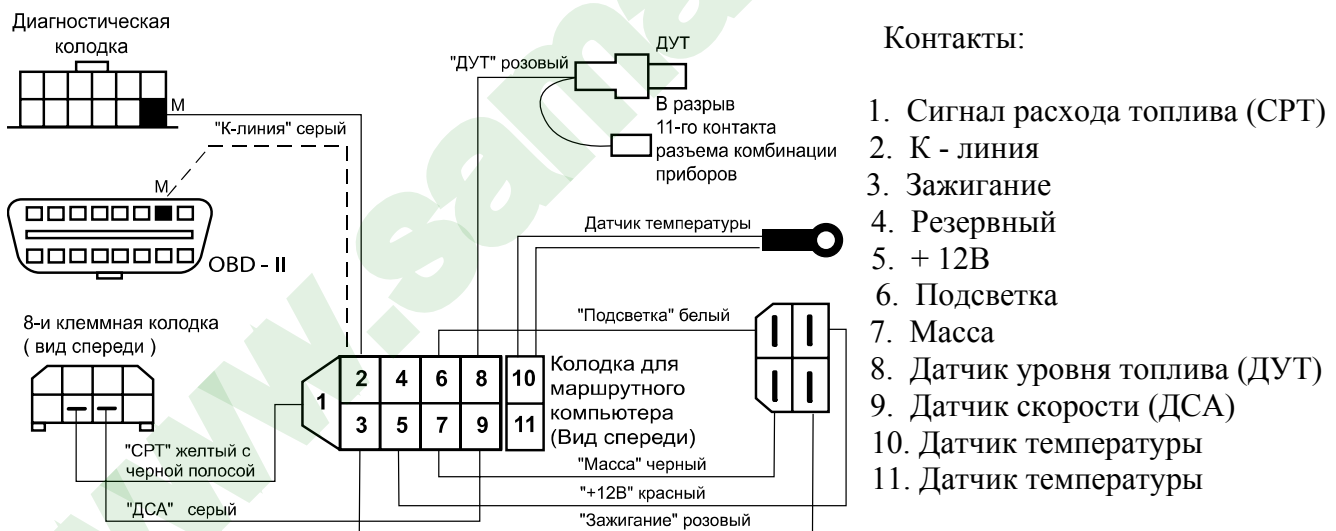 Диагностическая
колодка
М
"К-линия" серый
М
OBD - II
8-и клеммная колодка
( вид спереди )
"СРТ" желтый с
черной полосой
"ДСА" серый
"ДУТ" розовый
ДУТ
В разрыв
11-го контакта
разъема комбинации
приборов
Датчик температуры
"Подсветка" белый
1
2 4 6 8 10
3 5 7 9 11
Колодка для
маршрутного
компьютера
(Вид спереди)
"Масса" черный
"+12В" красный
"Зажигание" розовый
Контакты:
1. Сигнал расхода топлива (СРТ)
2. К - линия
3. Зажигание
4. Резервный
5. + 12В
6. Подсветка
7. Масса
8. Датчик уровня топлива (ДУТ)
9. Датчик скорости (ДСА)
10. Датчик температуры
11. Датчик температуры